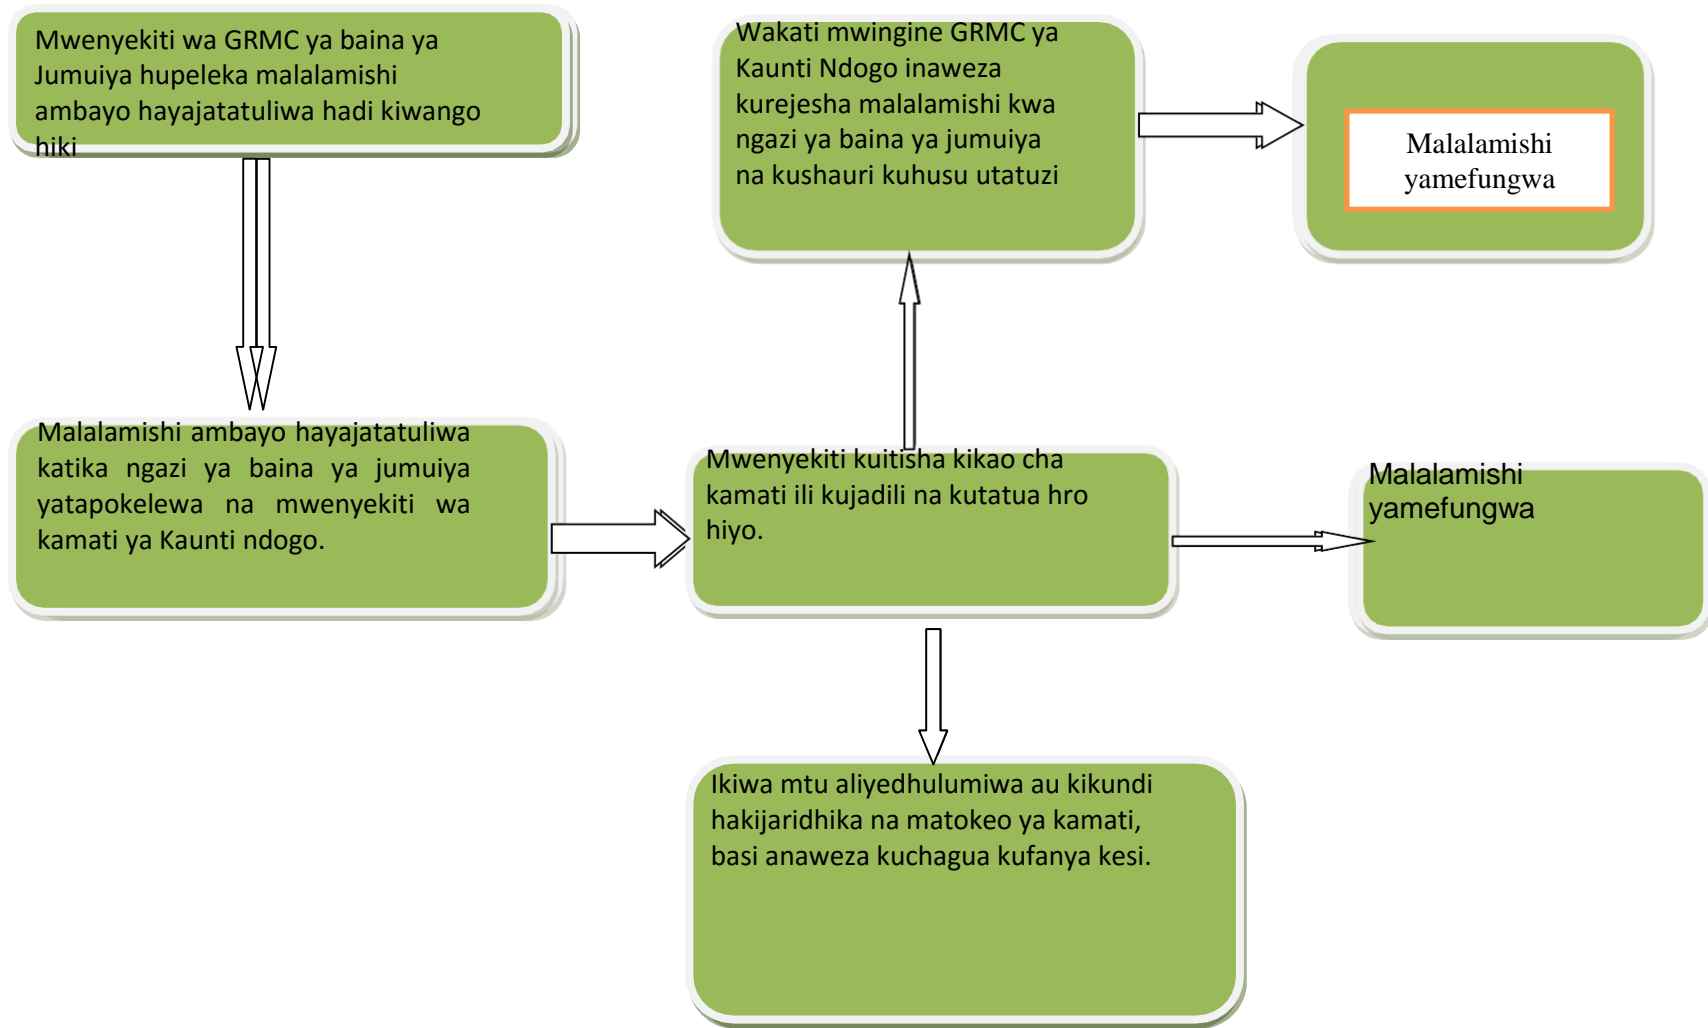 Mwenyekiti wa GRMC ya baina ya
Jumuiya hupeleka malalamishi
ambayo hayajatatuliwa hadi kiwango
hiki
Wakati mwingine GRMC ya
Kaunti Ndogo inaweza
kurejesha malalamishi kwa
ngazi ya baina ya jumuiya
na kushauri kuhusu utatuzi
Malalamishi
yamefungwa
Malalamishi ambayo hayajatatuliwa
katika ngazi ya baina ya jumuiya
yatapokelewa na mwenyekiti wa
kamati ya Kaunti ndogo.
Mwenyekiti kuitisha kikao cha
kamati ili kujadili na kutatua hro
hiyo.
Malalamishi
yamefungwa
Ikiwa mtu aliyedhulumiwa au kikundi
hakijaridhika na matokeo ya kamati,
basi anaweza kuchagua kufanya kesi.